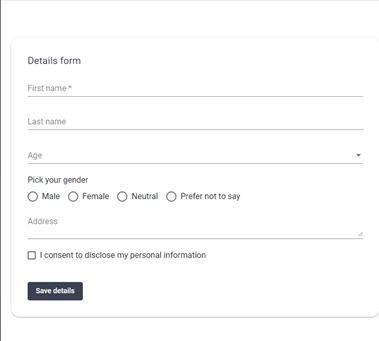 Details form
First name *
Last name
Age
Pick your gender
Male Female Neutral Prefer not to say
Address
I consent to disclose my personal information
Save details